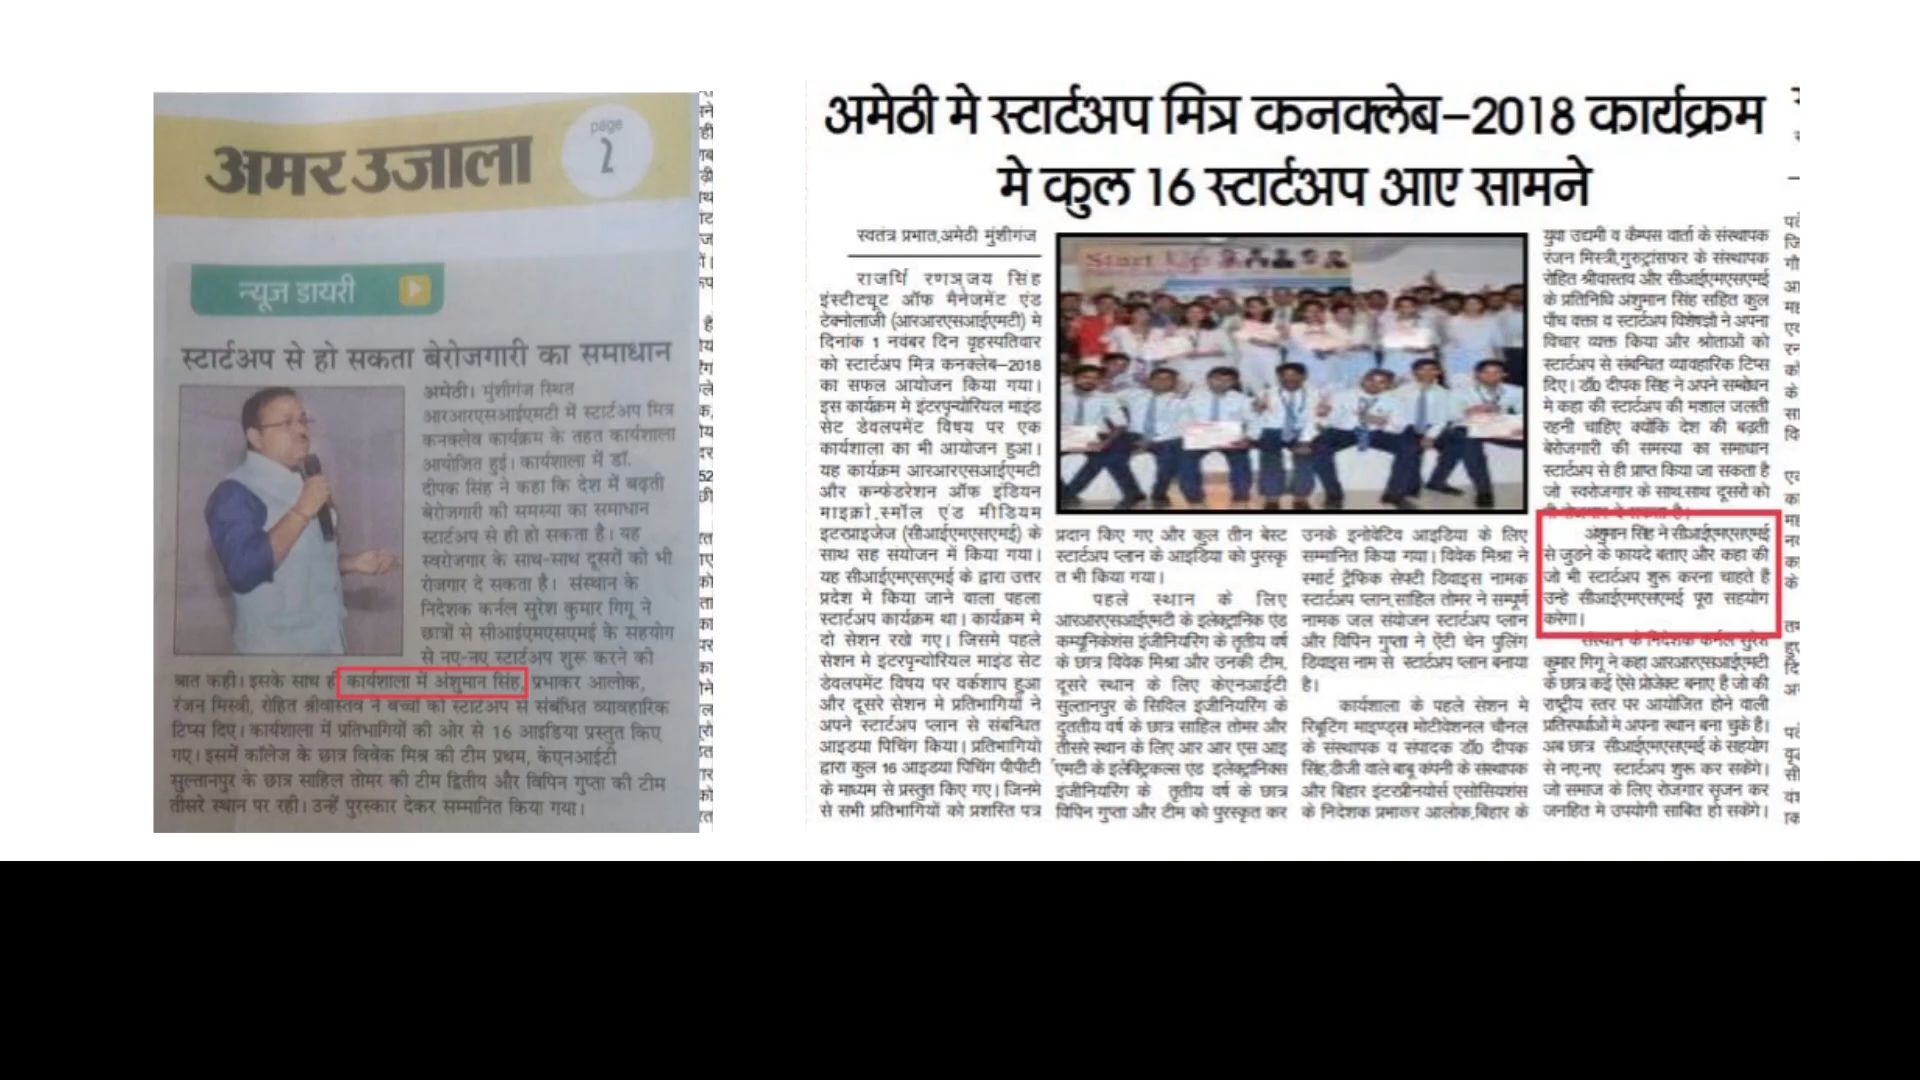 अमर उजाला
page
2
न्यूज डायरी
स्टार्टअप से हो सकता बेरोजगारी का समाधान
अमेठी। मुंशीगंज स्थित
आरआरएसआईएमटी में स्टार्टअप मित्र
कनक्लेव कार्यक्रम के तहत कार्यशाला
आयोजित हुई। कार्यशाला में डॉ.
दीपक सिंह ने कहा कि देश में बढ़ती
बेरोजगारी की समस्या का समाधान
स्टार्टअप से ही हो सकता है। यह
स्वरोजगार के साथ-साथ दूसरों को भी
रोजगार दे सकता है। संस्थान के
निदेशक कर्नल सुरेश कुमार गिगू ने
छात्रों से सीआईएमएसएमई के सहयोग
से नए-नए स्टार्टअप शुरू करने की
बात कही। इसके साथ ही कार्यशाला में अंशुमान सिंह, प्रभाकर आलोक,
रंजन मिस्त्री, रोहित श्रीवास्तव ने बच्चों को स्टार्टअप से संबंधित व्यावहारिक
टिप्स दिए। कार्यशाला में प्रतिभागियों की ओर से 16 आइडिया प्रस्तुत किए
गए। इसमें कॉलेज के छात्र विवेक मिश्र की टीम प्रथम, केएनआईटी
सुल्तानपुर के छात्र साहिल तोमर की टीम द्वितीय और विपिन गुप्ता की टीम
तीसरे स्थान पर रही। उन्हें पुरस्कार देकर सम्मानित किया गया।
अमेठी मे स्टार्टअप मित्र कनक्लेब–2018 कार्यक्रम
मे कुल 16 स्टार्टअप आए सामने
स्वतंत्र प्रभात,अमेठी मुंशीगंज
राजर्षि रणञ्जय सिंह
इंस्टीट्यूट ऑफ मैनेजमेंट एंड
टेक्नोलाजी (आरआरएसआईएमटी) मे
दिनांक 1 नवंबर दिन वृहस्पतिवार
को स्टार्टअप मित्र कनक्लेब–2018
का सफल आयोजन किया गया।
इस कार्यक्रम मे इंटरपृन्योरियल माइंड
सेट डेवलपमेंट विषय पर एक
कार्यशाला का भी आयोजन हुआ।
यह कार्यक्रम आरआरएसआईएमटी
और कन्फेडरेशन ऑफ इंडियन
माइक्रो,स्मॉल एंड मीडियम
इंटरप्राइजेज (सीआईएमएसएमई) के
साथ सह संयोजन में किया गया।
यह सीआईएमएसएमई के द्वारा उत्तर
प्रदेश मे किया जाने वाला पहला
स्टार्टअप कार्यक्रम था। कार्यक्रम मे
दो सेशन रखे गए। जिसमे पहले
सेशन मे इंटरपृन्योरियल माइंड सेट
डेवलपमेंट विषय पर वर्कशाप हुआ
और दूसरे सेशन मे प्रतिभागियों ने
अपने स्टार्टअप प्लान से संबन्धित
आइडया पिचिंग किया। प्रतिभागियो
द्वारा कुल 16 आइडया पिचिंग पीपीटी
के माध्यम से प्रस्तुत किए गए। जिनमे
से सभी प्रतिभागियों को प्रशस्ति पत्र
Start Up
प्रदान किए गए और कुल तीन बेस्ट
स्टार्टअप प्लान के आइडिया को पुरस्कृ
त भी किया गया।
पहले स्थान के लिए
आरआरएसआईएमटी के इलेक्ट्रानिक एंड
कम्यूनिकेशंस इंजीनियरिंग के तृतीय वर्ष
के छात्र विवेक मिश्रा और उनकी टीम,
दूसरे स्थान के लिए केएनआईटी
सुल्तानपुर के सिविल इंजीनियरिंग के
दुततीय वर्ष के छात्र साहिल तोमर और
तीसरे स्थान के लिए आर आर एस आइ
एमटी के इलेक्ट्रिकल्स एंड इलेक्ट्रानिक्स
इंजीनियरिंग के तृतीय वर्ष के छात्र
विपिन गुप्ता और टीम को पुरस्कृत कर
उनके इनोवेटिव आइडिया के लिए
सम्मानित किया गया। विवेक मिश्रा ने
स्मार्ट ट्रैफिक सेफ्टी डिवाइस नामक
स्टार्टअप प्लान,साहिल तोमर ने सम्पूर्ण
नामक जल संयोजन स्टार्टअप प्लान
और विपिन गुप्ता ने ऐंटी चेन पुलिंग
डिवाइस नाम से स्टार्टअप प्लान बनाया
है।
कार्यशाला के पहले सेशन मे
रिबूटिंग माइण्ड्स मोटीवेशनल चौनल
के संस्थापक व संपादक डॉ0 दीपक
सिंह,डीजी वाले बाबू कंपनी के संस्थापक
और बिहार इंटरप्रीनयोर्स एसोसियशंस
के निदेशक प्रभाकर आलोक,बिहार के
युवा उद्यमी व कैम्पस वार्ता के संस्थापक
रंजन मिस्त्री,गुरुट्रांसफर के संस्थापक
रोहित श्रीवास्तव और सीआईएमएसएमई
के प्रतिनिधि अंशुमान सिंह सहित कुल
पाँच वक्ता व स्टार्टअप विशेषज्ञो ने अपना
विचार व्यक्त किया और श्रोताओं को
स्टार्टअप से संबन्धित व्यावहारिक टिप्स
दिए। डॉ0 दीपक सिंह ने अपने सम्बोधन
मे कहा की स्टार्टअप की मशाल जलती
रहनी चाहिए क्योंकि देश की बढ़ती
बेरोजगारी की समस्या का समाधान
स्टार्टअप से ही प्राप्त किया जा सकता है
जो स्वरोजगार के साथ,साथ दूसरों को
भी रोजगार दे सकता है।
अंशुमान सिंह ने सीआईएमएसएमई
से जुडने के फायदे बताए और कहा की
जो भी स्टार्टअप शुरू करना चाहते है
उन्हे सीआईएमएसएमई पूरा सहयोग
करेगा।
संस्थान के निदेशक कर्नल सुरेश
कुमार गिगू ने कहा आरआरएसआईएमटी
के छात्र कई ऐसे प्रोजेक्ट बनाए है जो की
राष्ट्रीय स्तर पर आयोजित होने वाली
प्रतिस्पर्धाओं मे अपना स्थान बना चुके है।
अब छात्र सीआईएमएसएमई के सहयोग
से नए,नए स्टार्टअप शुरू कर सकेंगे।
जो समाज के लिए रोजगार सृजन कर
जनहित मे उपयोगी साबित हो सकेंगे।